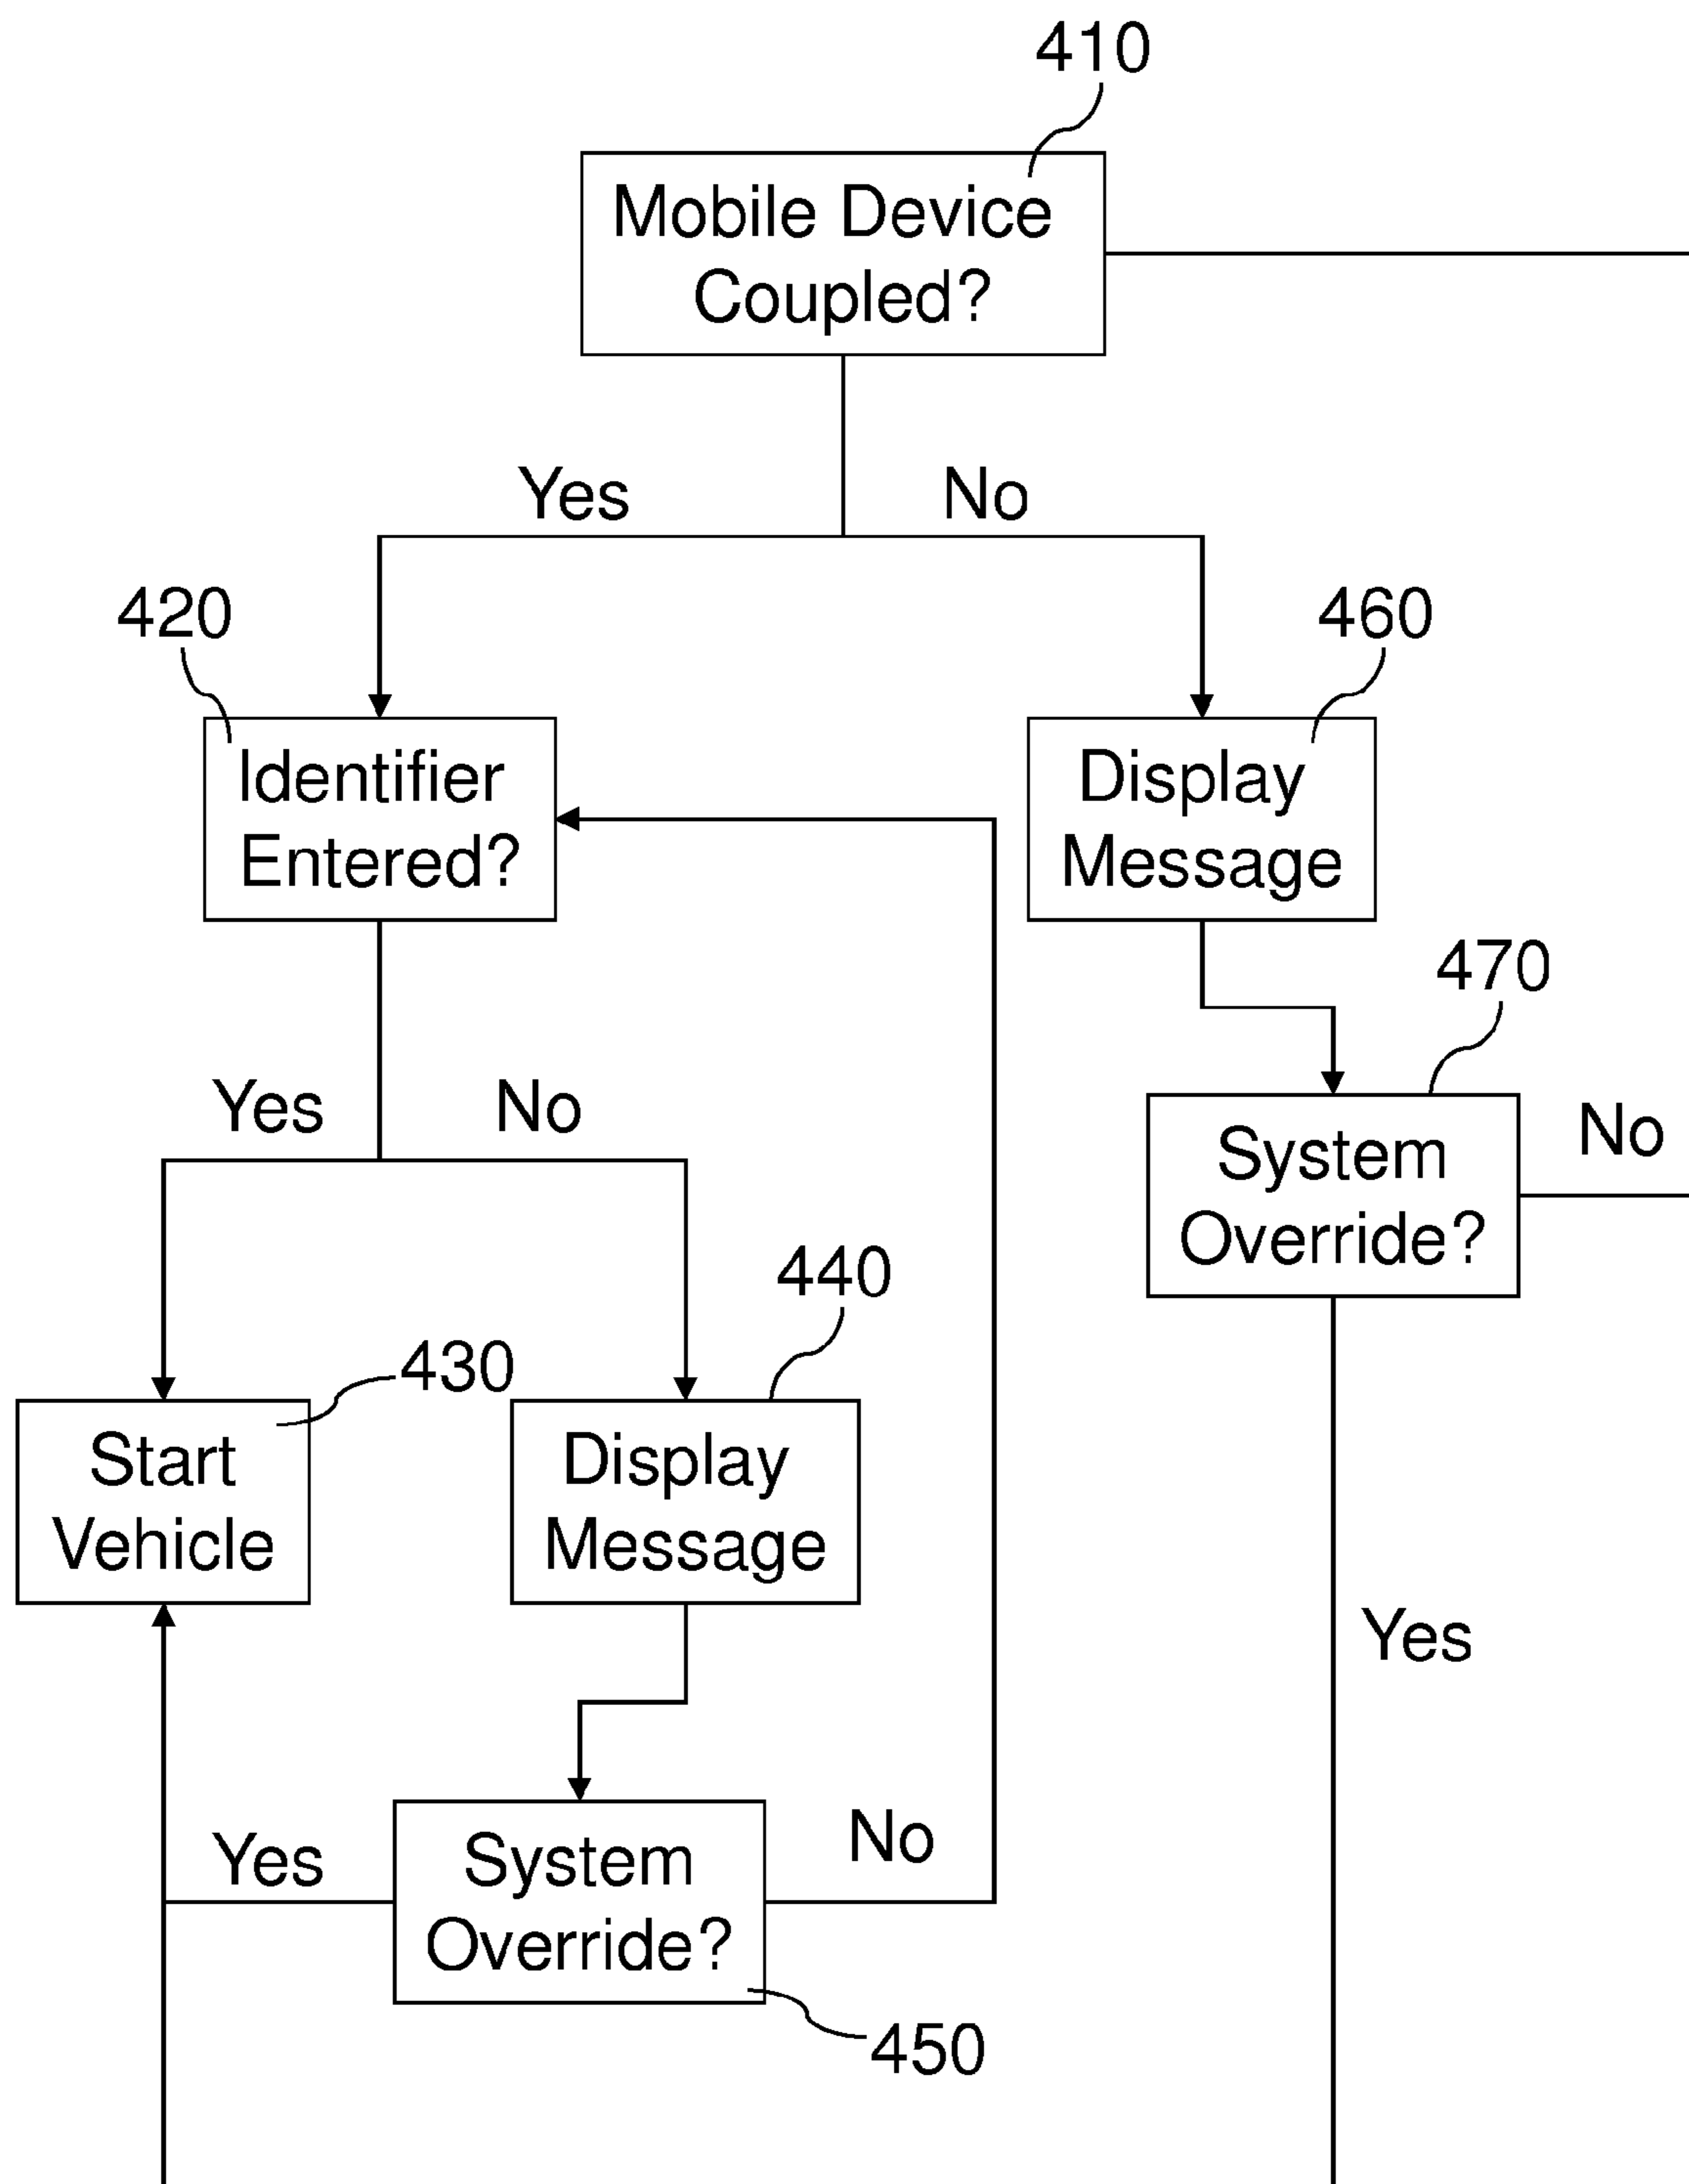 410
Mobile Device
Coupled?
Yes
No
420
460
Identifier
Entered?
Display
Message
470
Yes
No
System
Override?
No
440
430
Start
Vehicle
Display
Message
Yes
Yes
System
Override?
No
450